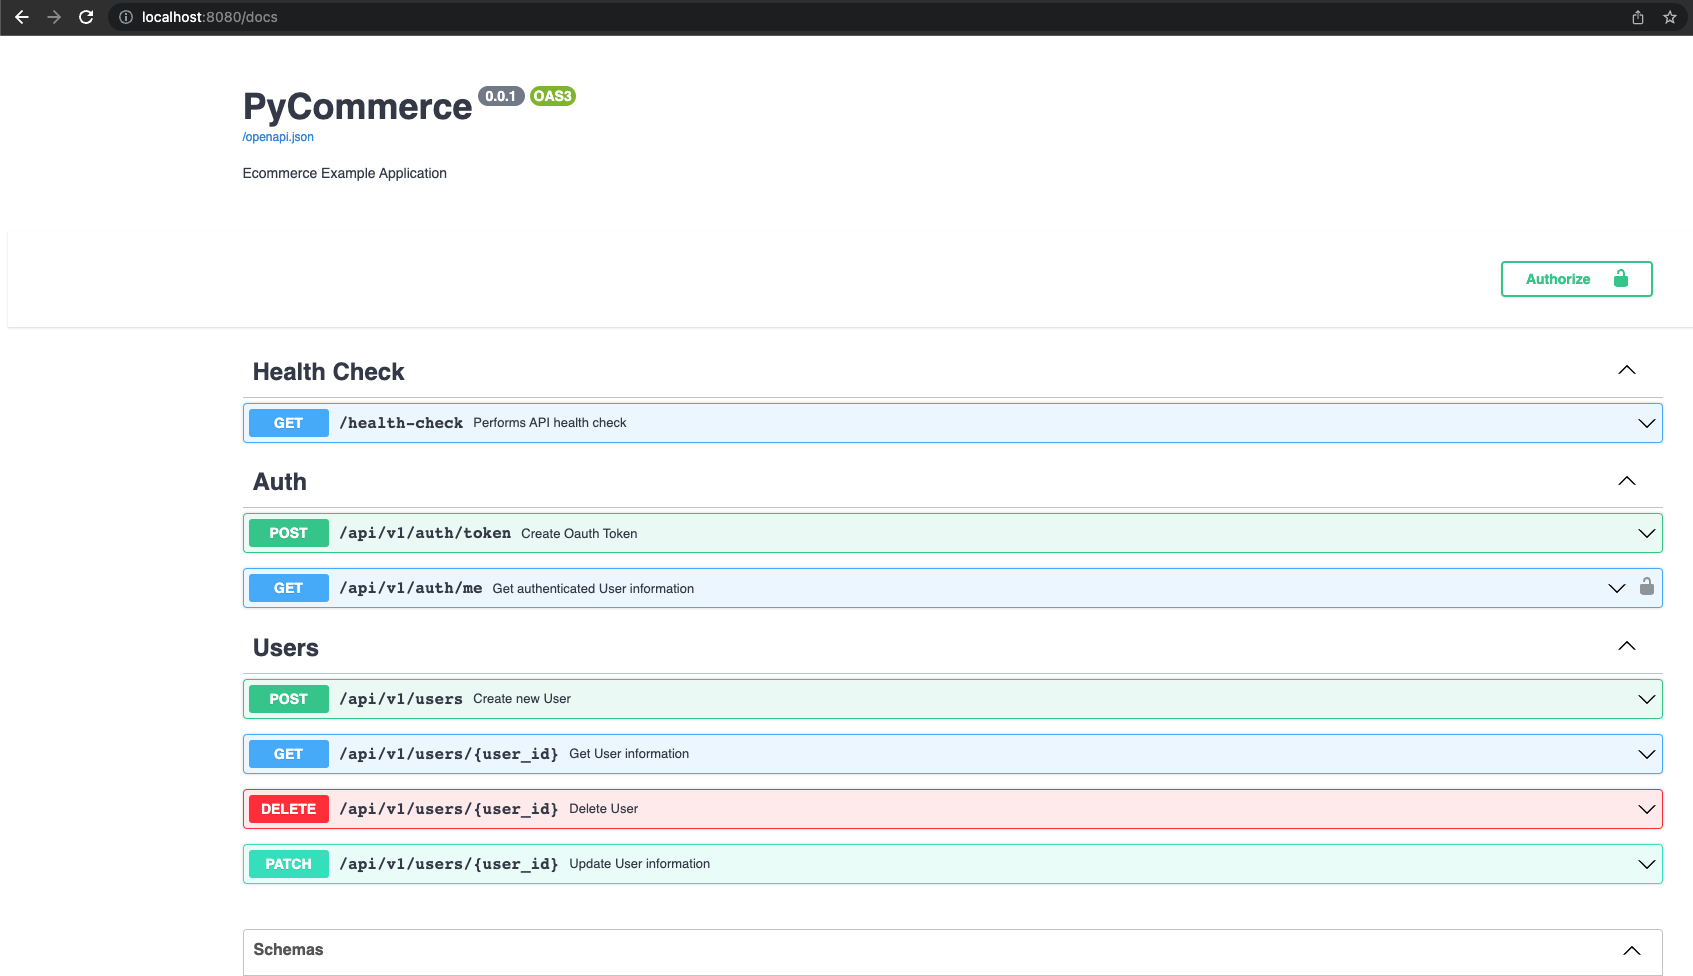 localhost:8080/docs
PyCommerce 0.0.1 OAS3
/openapi.json
Ecommerce Example Application
Authorize
Health Check
GET /health-check Performs API health check
Auth
POST /api/v1/auth/token Create Oauth Token
GET /api/v1/auth/me Get authenticated User information
Users
POST /api/v1/users Create new User
GET /api/v1/users/{user_id} Get User information
DELETE /api/v1/users/{user_id} Delete User
PATCH /api/v1/users/{user_id} Update User information
Schemas